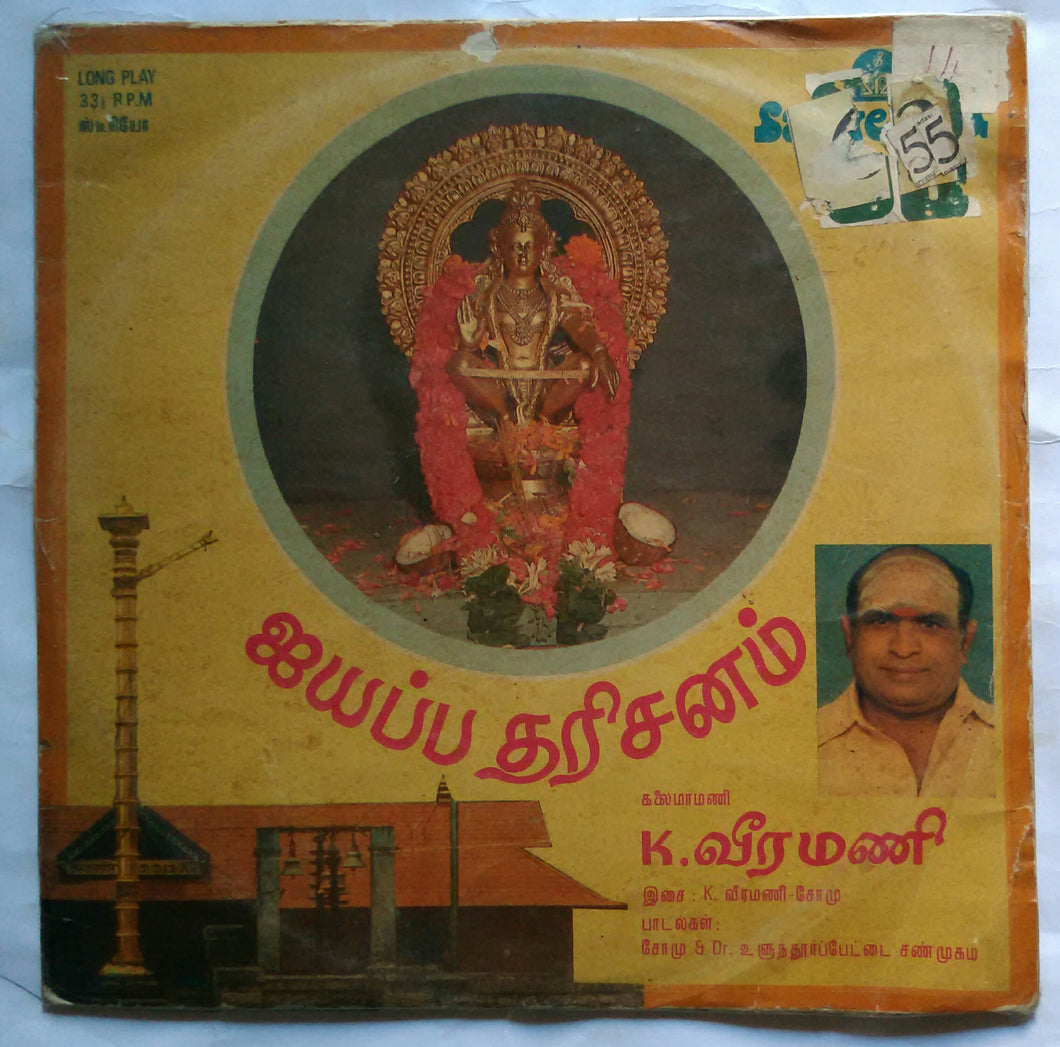 LONG PLAY
33⅓ R.P.M
ஸ்டீரியோ
55
ஐயப்ப தரிசனம்
கலைமாமணி
K.வீரமணி
இசை : K. வீரமணி-சோமு
பாடல்கள்:
சோமு & Dr. உளுந்தூர்ப்பேட்டை சண்முகம்